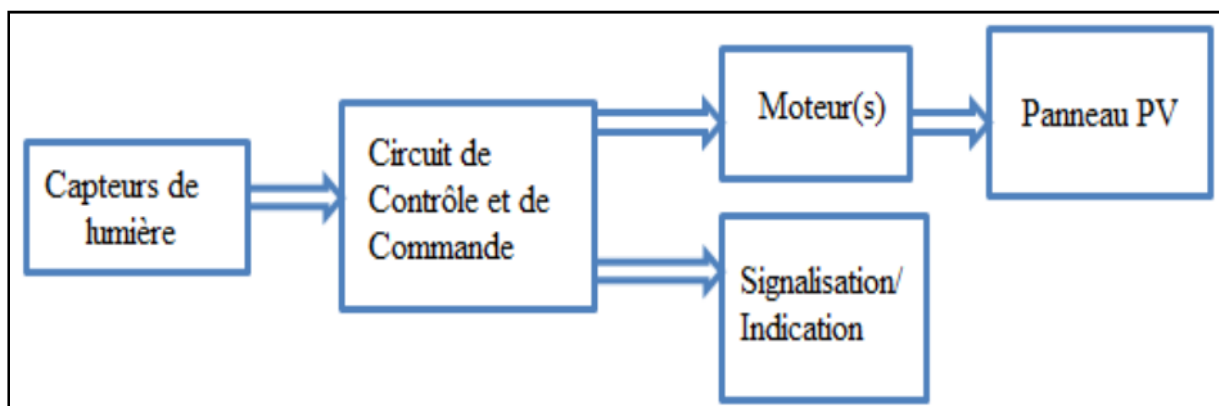 Capteurs de
lumière
Circuit de
Contrôle et de
Commande
Moteur(s)
Panneau PV
Signalisation/
Indication